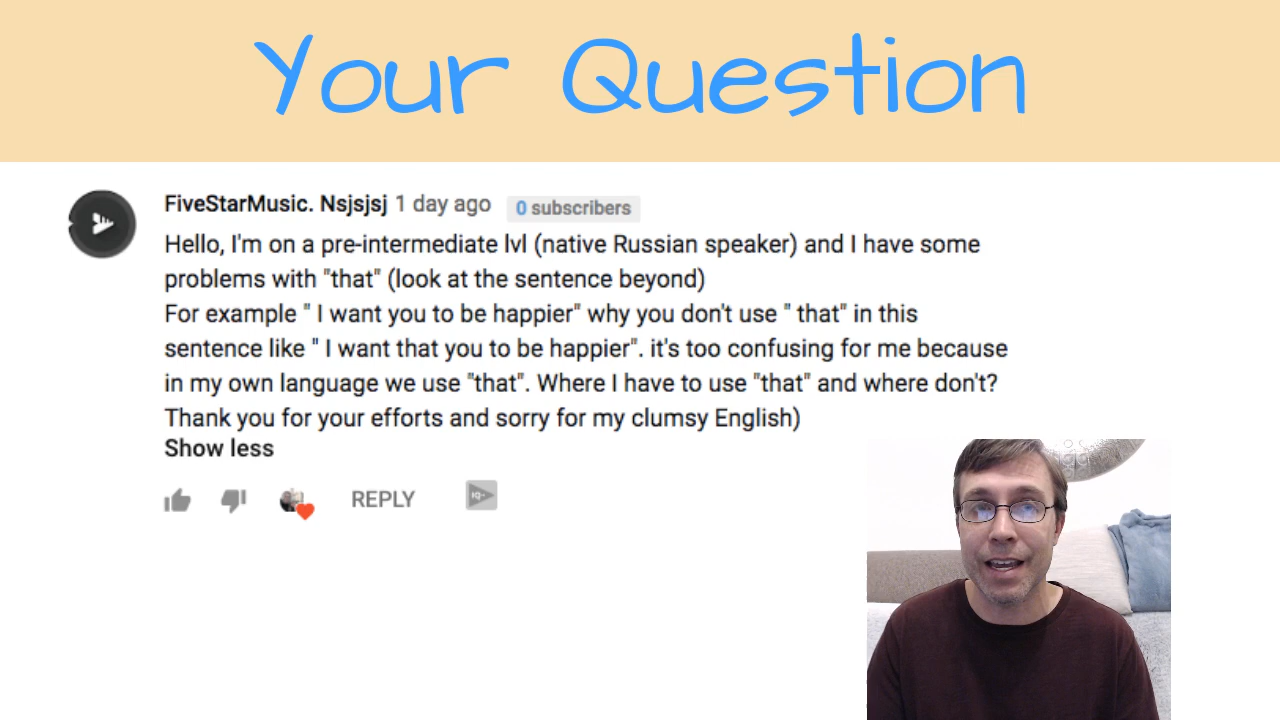 Your Question
FiveStarMusic. Nsjsjsj 1 day ago 0 subscribers
Hello, I'm on a pre-intermediate lvl (native Russian speaker) and I have some
problems with "that" (look at the sentence beyond)
For example " I want you to be happier" why you don't use " that" in this
sentence like " I want that you to be happier". it's too confusing for me because
in my own language we use "that". Where I have to use "that" and where don't?
Thank you for your efforts and sorry for my clumsy English)
Show less
REPLY
IQ